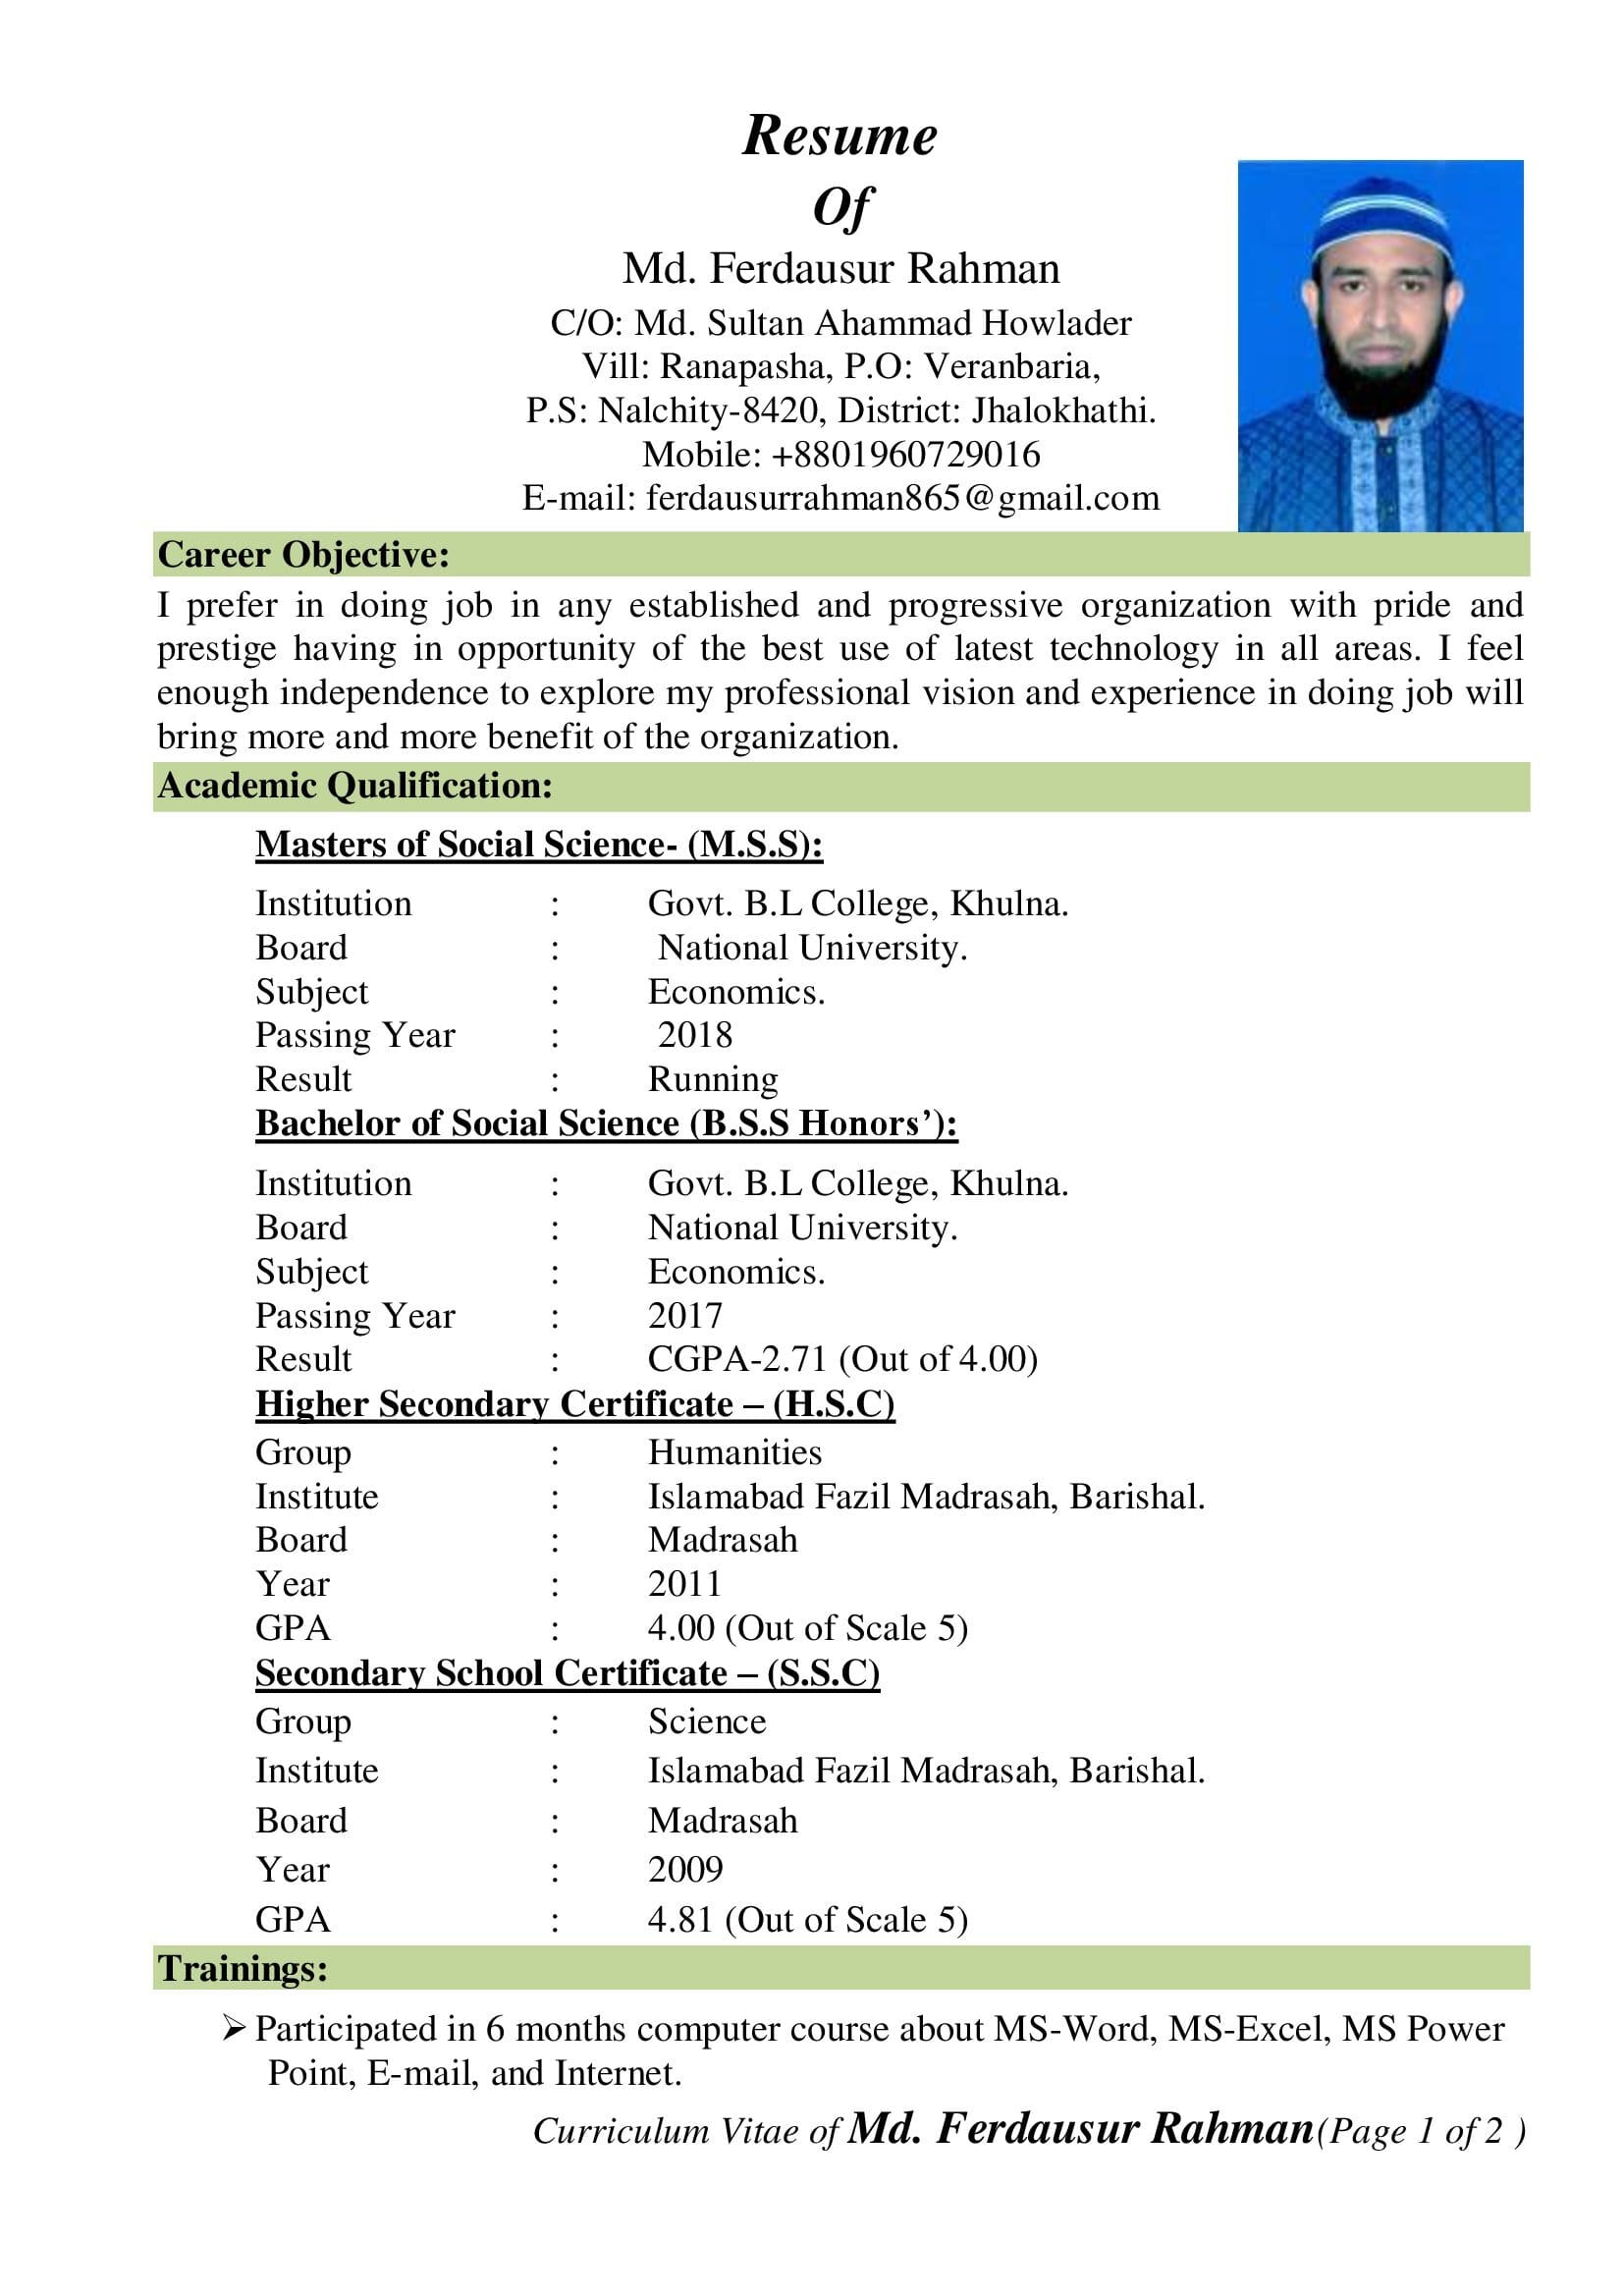 Resume
Of
Md. Ferdausur Rahman
C/O: Md. Sultan Ahammad Howlader
Vill: Ranapasha, P.O: Veranbaria,
P.S: Nalchity-8420, District: Jhalokhathi.
Mobile: +8801960729016
E-mail: ferdausurrahman865@gmail.com
Career Objective:
I prefer in doing job in any established and progressive organization with pride and
prestige having in opportunity of the best use of latest technology in all areas. I feel
enough independence to explore my professional vision and experience in doing job will
bring more and more benefit of the organization.
Academic Qualification:
Masters of Social Science- (M.S.S):
Institution : Govt. B.L College, Khulna.
Board : National University.
Subject : Economics.
Passing Year : 2018
Result : Running
Bachelor of Social Science (B.S.S Honors’):
Institution : Govt. B.L College, Khulna.
Board : National University.
Subject : Economics.
Passing Year : 2017
Result : CGPA-2.71 (Out of 4.00)
Higher Secondary Certificate – (H.S.C)
Group : Humanities
Institute : Islamabad Fazil Madrasah, Barishal.
Board : Madrasah
Year : 2011
GPA : 4.00 (Out of Scale 5)
Secondary School Certificate – (S.S.C)
Group : Science
Institute : Islamabad Fazil Madrasah, Barishal.
Board : Madrasah
Year : 2009
GPA : 4.81 (Out of Scale 5)
Trainings:
➢ Participated in 6 months computer course about MS-Word, MS-Excel, MS Power
Point, E-mail, and Internet.
Curriculum Vitae of Md. Ferdausur Rahman(Page 1 of 2 )